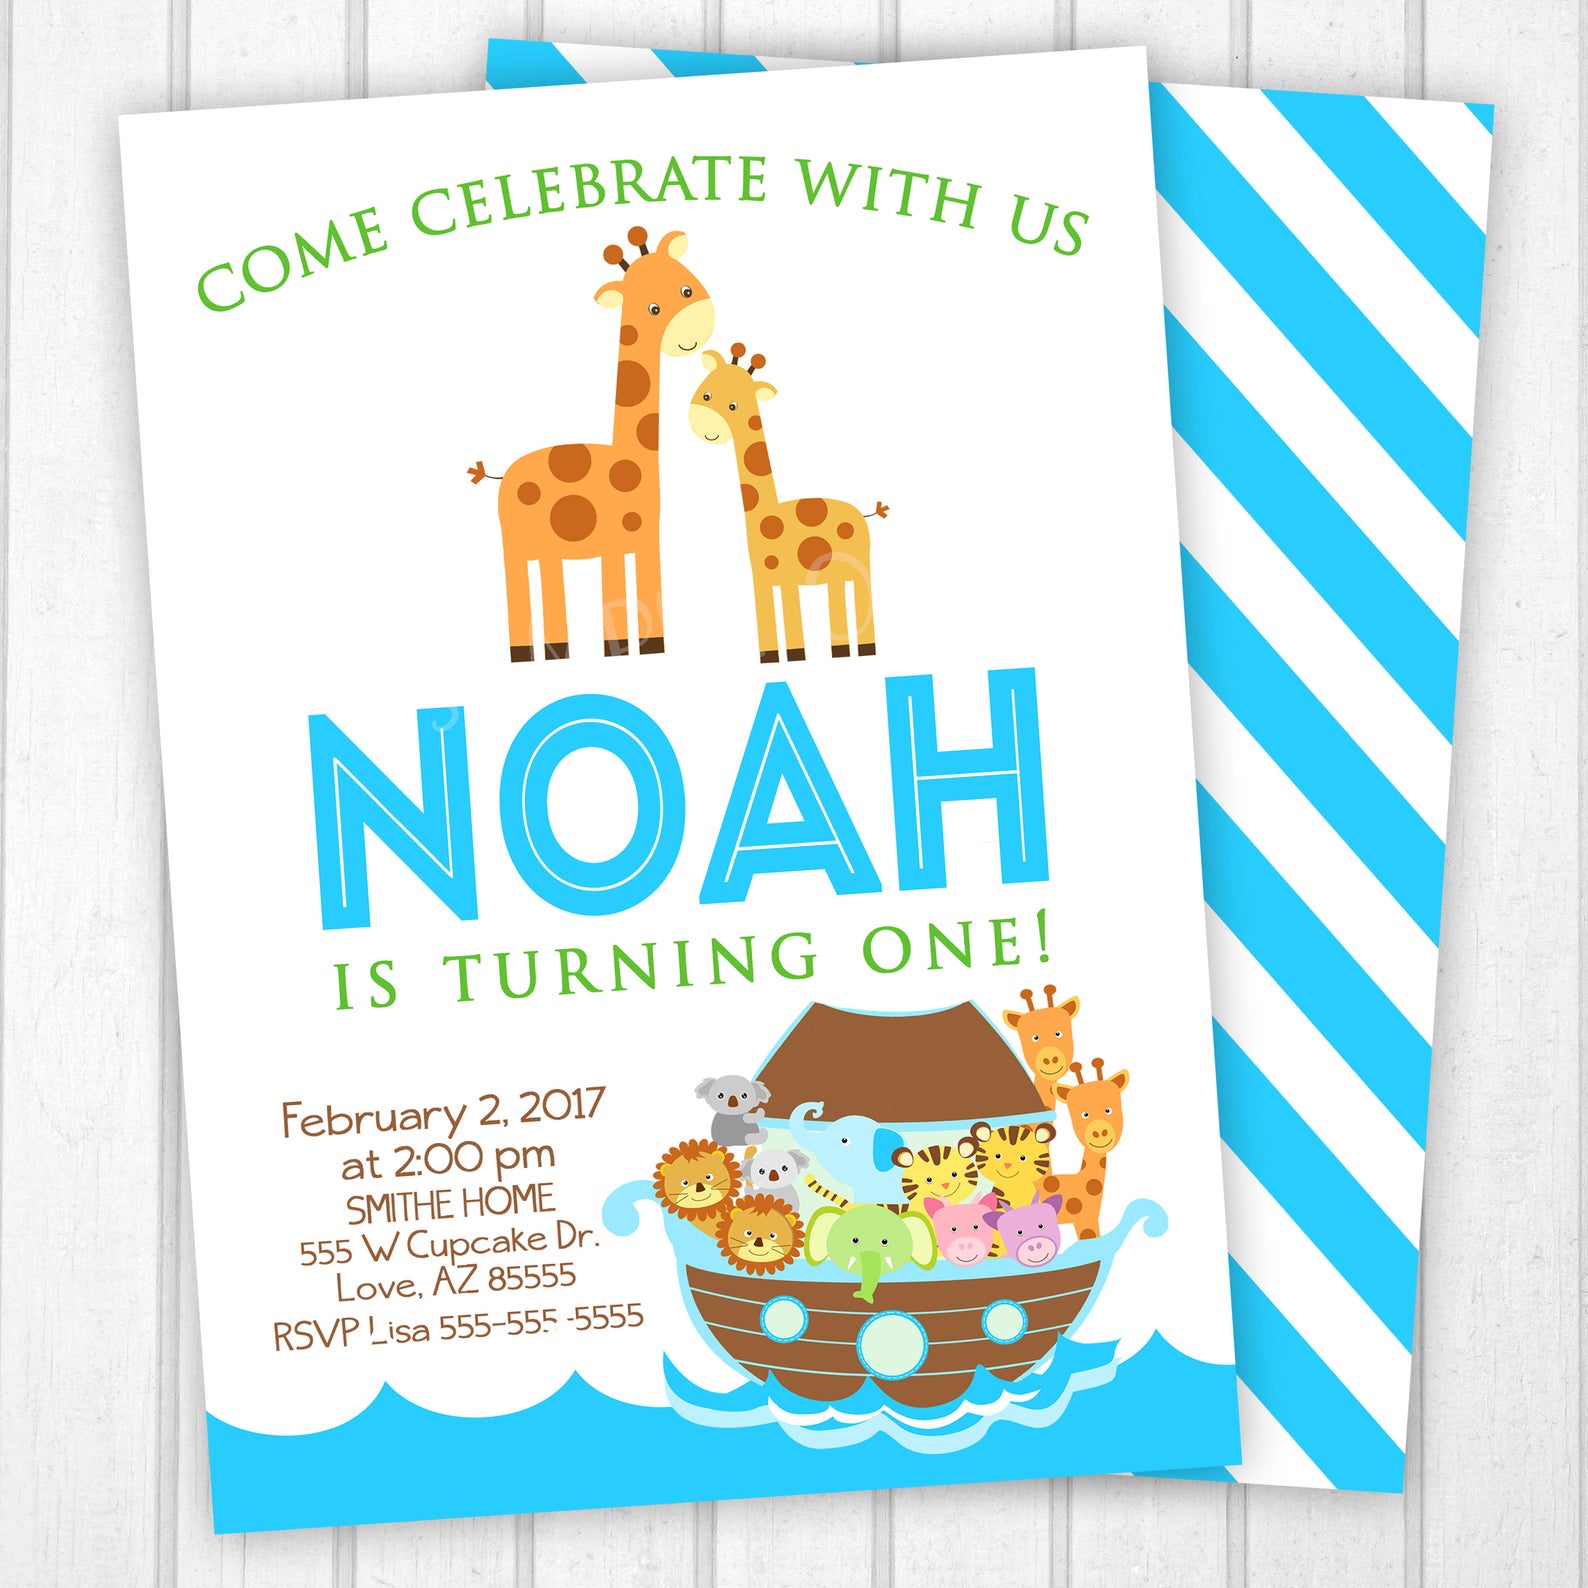 COME CELEBRATE WITH US
NOAH
IS TURNING ONE!
February 2, 2017
at 2:00 pm
SMITHE HOME
555 W Cupcake Dr.
Love, AZ 85555
RSVP Lisa 555-555-5555